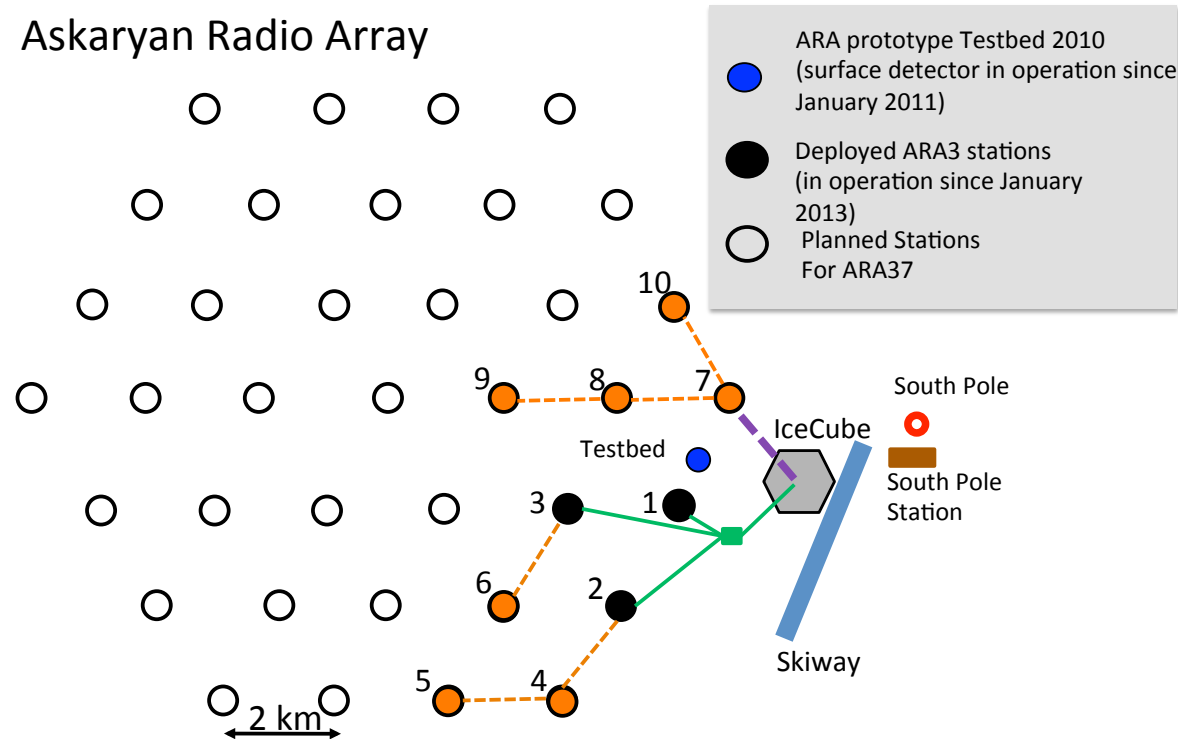 Askaryan Radio Array
ARA prototype Testbed 2010
(surface detector in operation since
January 2011)
Deployed ARA3 stations
(in operation since January
2013)
Planned Stations
For ARA37
10
9
8
7
South Pole
IceCube
Testbed
South Pole
Station
3
1
6
2
Skiway
5
4
2 km